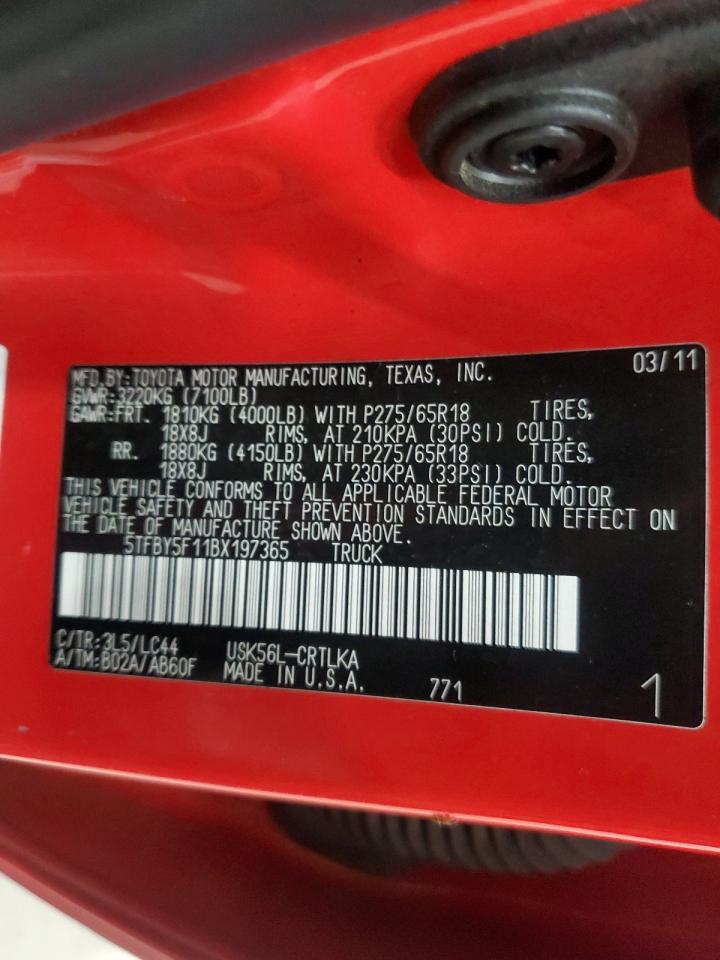 MFD.BY:TOYOTA MOTOR MANUFACTURING, TEXAS, INC. 03/11
GVWR:3220KG (7100LB)
GAWR:FRT. 1810KG (4000LB) WITH P275/65R18 TIRES,
18X8J RIMS, AT 210KPA (30PSI) COLD.
RR. 1880KG (4150LB) WITH P275/65R18 TIRES,
18X8J RIMS, AT 230KPA (33PSI) COLD.
THIS VEHICLE CONFORMS TO ALL APPLICABLE FEDERAL MOTOR
VEHICLE SAFETY AND THEFT PREVENTION STANDARDS IN EFFECT ON
THE DATE OF MANUFACTURE SHOWN ABOVE.
5TFBY5F11BX197365 TRUCK
C/TR:3L5/LC44 USK56L-CRTLKA
A/TM:B02A/AB60F MADE IN U.S.A. 771 1